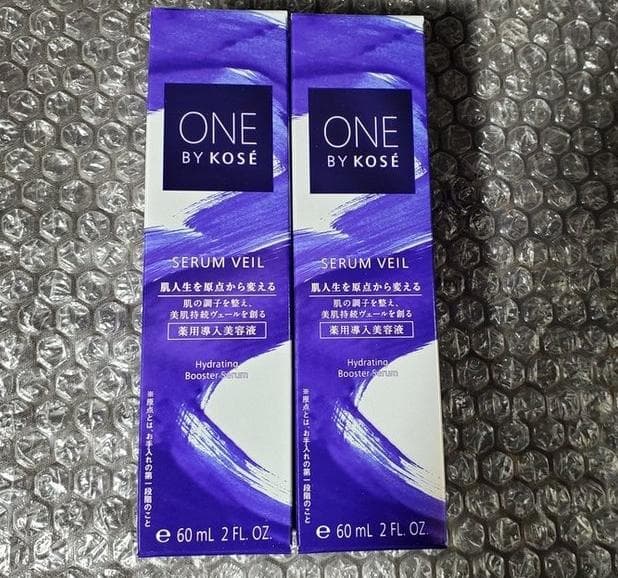 ONE
BY KOSÉ
SERUM VEIL
肌人生を原点から変える
肌の調子を整え、
美肌持続ヴェールを創る
薬用導入美容液
Hydrating
Booster Serum
※原点とは、お手入れの第一段階のこと
e 60 mL 2 FL. OZ.
ONE
BY KOSÉ
SERUM VEIL
肌人生を原点から変える
肌の調子を整え、
美肌持続ヴェールを創る
薬用導入美容液
Hydrating
Booster Serum
※原点とは、お手入れの第一段階のこと
e 60 mL 2 FL. OZ.